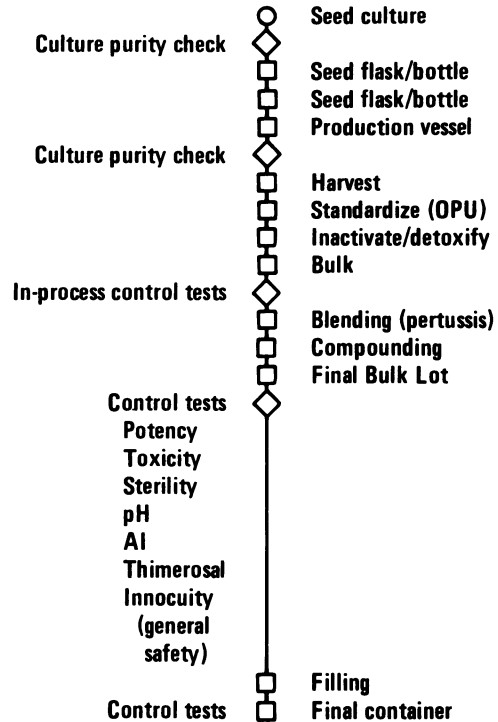 Seed culture
Culture purity check
Seed flask/bottle
Seed flask/bottle
Production vessel
Culture purity check
Harvest
Standardize (OPU)
Inactivate/detoxify
Bulk
In-process control tests
Blending (pertussis)
Compounding
Final Bulk Lot
Control tests
Potency
Toxicity
Sterility
pH
Al
Thimerosal
Innocuity
(general
safety)
Filling
Control tests Final container